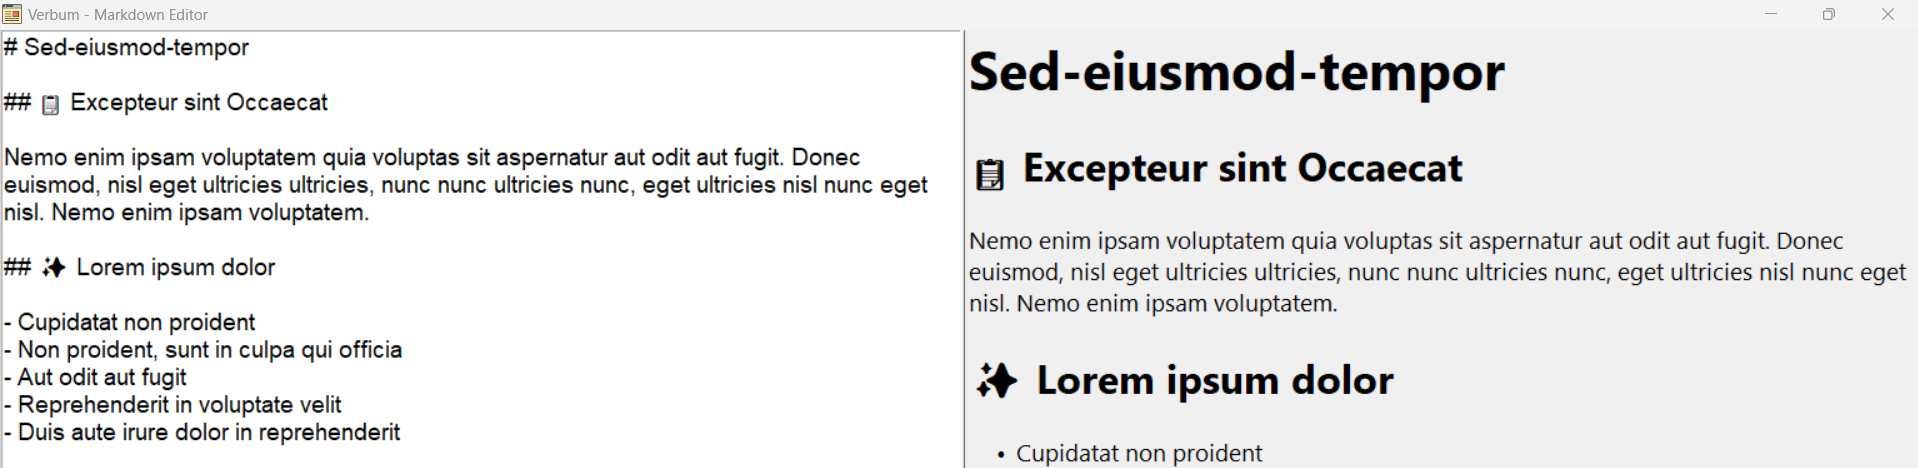 Verbum - Markdown Editor
# Sed-eiusmod-tempor
## 📋 Excepteur sint Occaecat
Nemo enim ipsam voluptatem quia voluptas sit aspernatur aut odit aut fugit. Donec
euismod, nisl eget ultricies ultricies, nunc nunc ultricies nunc, eget ultricies nisl nunc eget
nisl. Nemo enim ipsam voluptatem.
## ✨ Lorem ipsum dolor
- Cupidatat non proident
- Non proident, sunt in culpa qui officia
- Aut odit aut fugit
- Reprehenderit in voluptate velit
- Duis aute irure dolor in reprehenderit
Sed-eiusmod-tempor
📋 Excepteur sint Occaecat
Nemo enim ipsam voluptatem quia voluptas sit aspernatur aut odit aut fugit. Donec
euismod, nisl eget ultricies ultricies, nunc nunc ultricies nunc, eget ultricies nisl nunc eget
nisl. Nemo enim ipsam voluptatem.
✨ Lorem ipsum dolor
• Cupidatat non proident